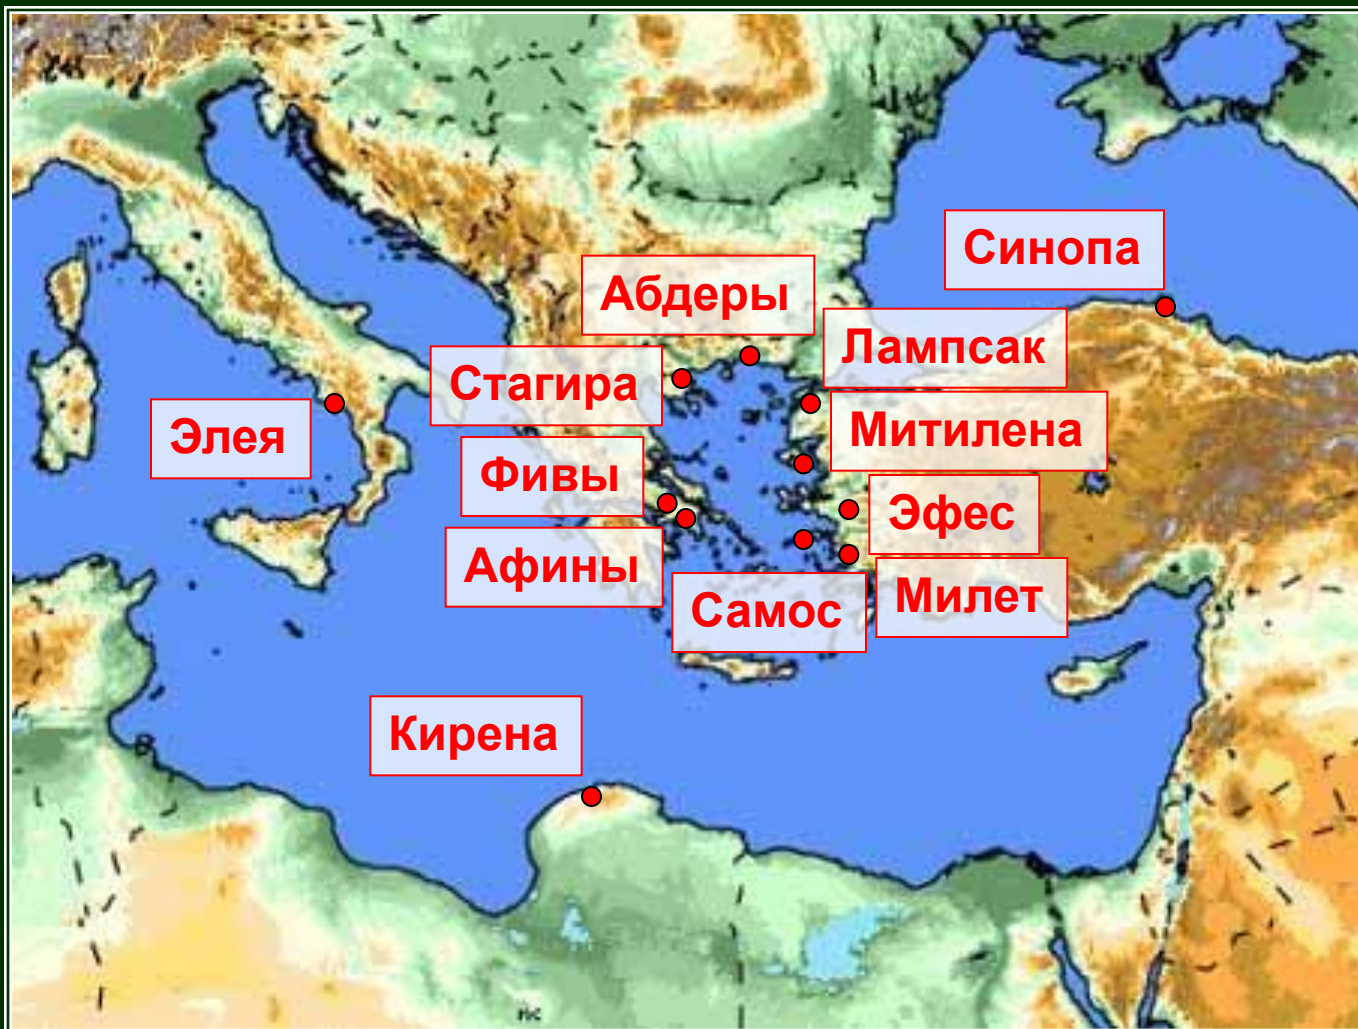 Синопа
Абдеры
Лампсак
Стагира
Митилена
Элея
Фивы
Эфес
Афины
Милет
Самос
Кирена